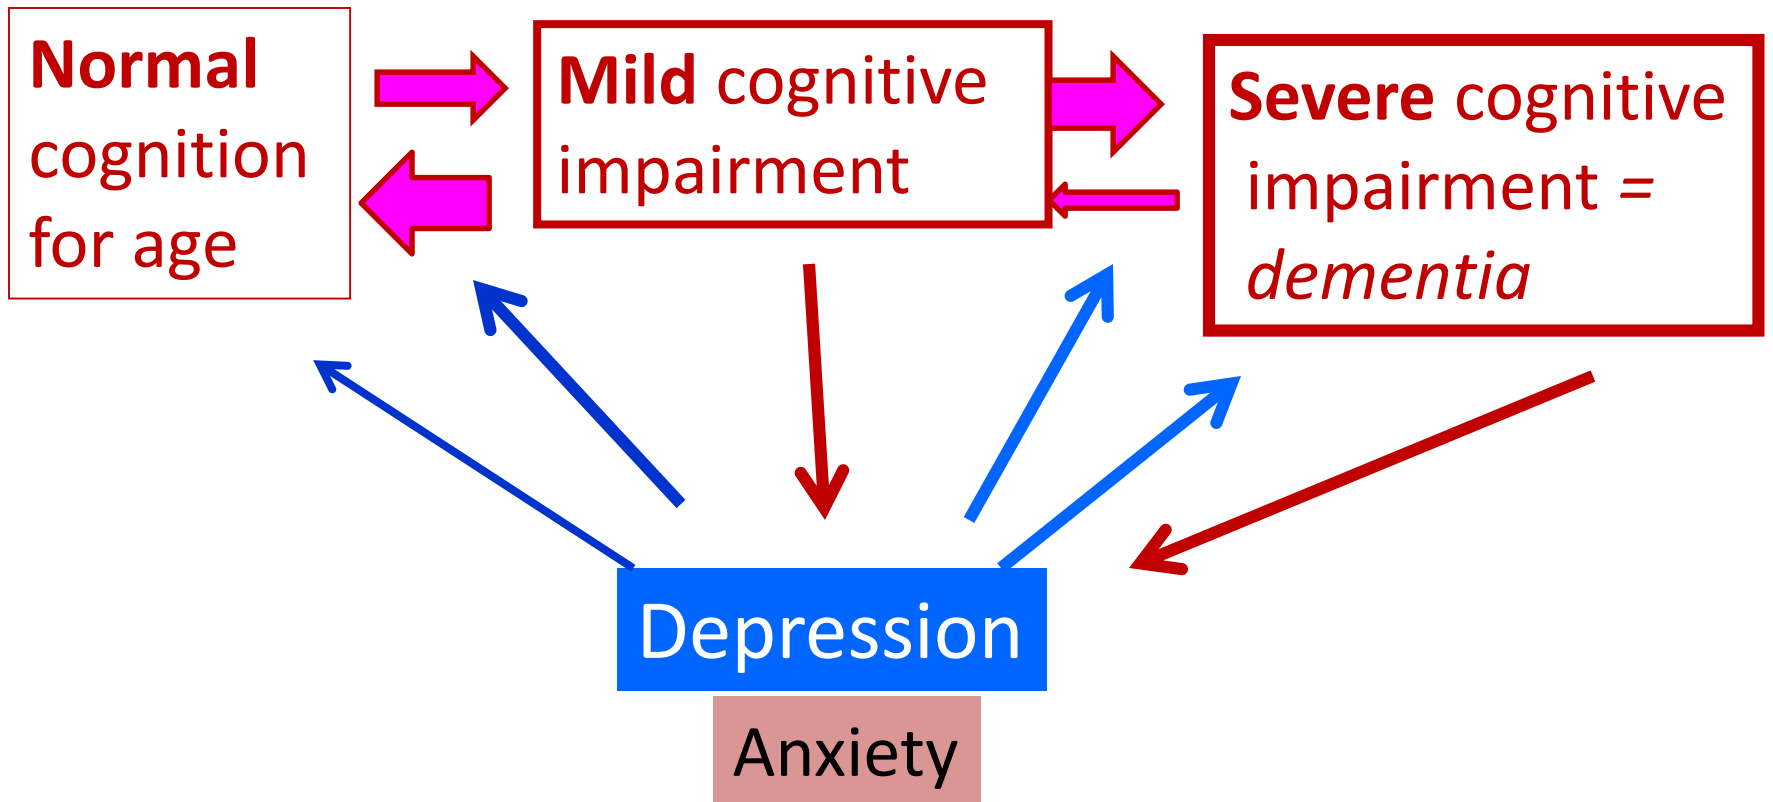 Normal
cognition
for age
Mild cognitive
impairment
Severe cognitive
impairment =
dementia
Depression
Anxiety